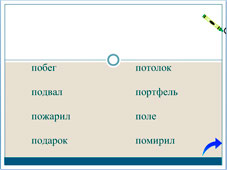 побег
подвал
пожарил
подарок
потолок
портфель
поле
помирил